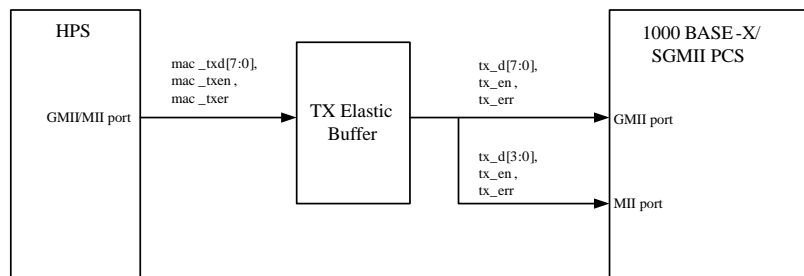 HPS
1000 BASE-X/
SGMII PCS
mac _txd[7:0],
mac _txen ,
mac _txer
tx_d[7:0],
tx_en ,
tx_err
GMII/MII port
TX Elastic
Buffer
GMII port
tx_d[3:0],
tx_en ,
tx_err
MII port